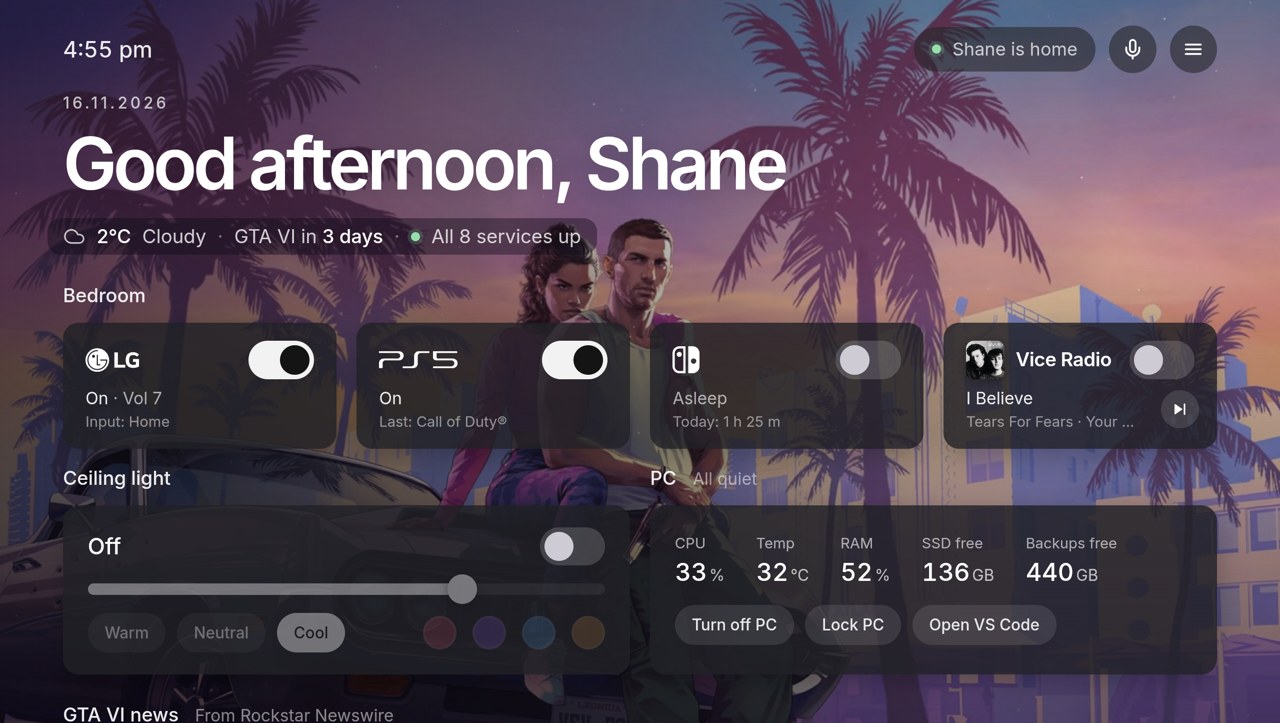 4:55 pm
Shane is home
16.11.2026
Good afternoon, Shane
2°C Cloudy · GTA VI in 3 days · All 8 services up
Bedroom
LG
On · Vol 7
Input: Home
PS5
On
Last: Call of Duty®
Asleep
Today: 1 h 25 m
Vice Radio
I Believe
Tears For Fears · Your ...
Ceiling light
Off
Warm
Neutral
Cool
PC All quiet
CPU
33 %
Temp
32 °C
RAM
52 %
SSD free
136 GB
Backups free
440 GB
Turn off PC
Lock PC
Open VS Code
GTA VI news From Rockstar Newswire